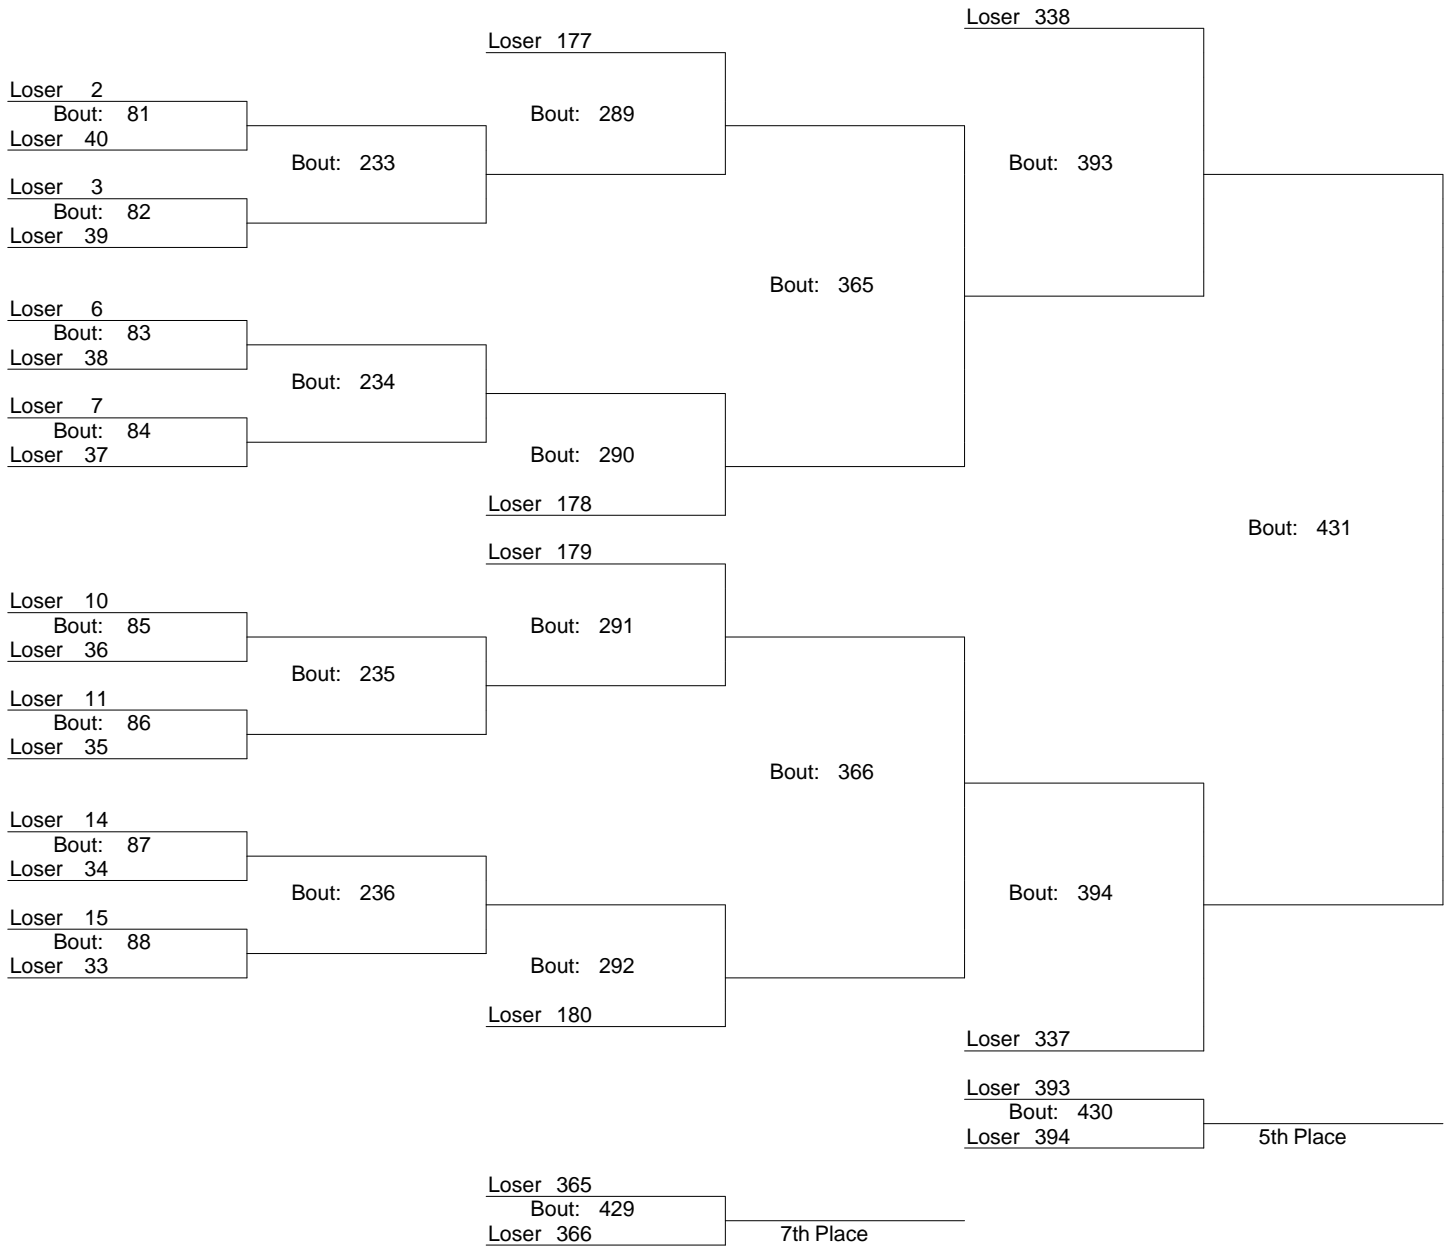 Loser 338
Loser 177
Loser 2
Bout: 81
Bout: 289
Loser 40
Bout: 233
Bout: 393
Loser 3
Bout: 82
Loser 39
Bout: 365
Loser 6
Bout: 83
Loser 38
Bout: 234
Loser 7
Bout: 84
Loser 37
Bout: 290
Loser 178
Bout: 431
Loser 179
Loser 10
Bout: 85
Bout: 291
Loser 36
Bout: 235
Loser 11
Bout: 86
Loser 35
Bout: 366
Loser 14
Bout: 87
Loser 34
Bout: 236
Bout: 394
Loser 15
Bout: 88
Loser 33
Bout: 292
Loser 180
Loser 337
Loser 393
Bout: 430
Loser 394
5th Place
Loser 365
Bout: 429
Loser 366
7th Place